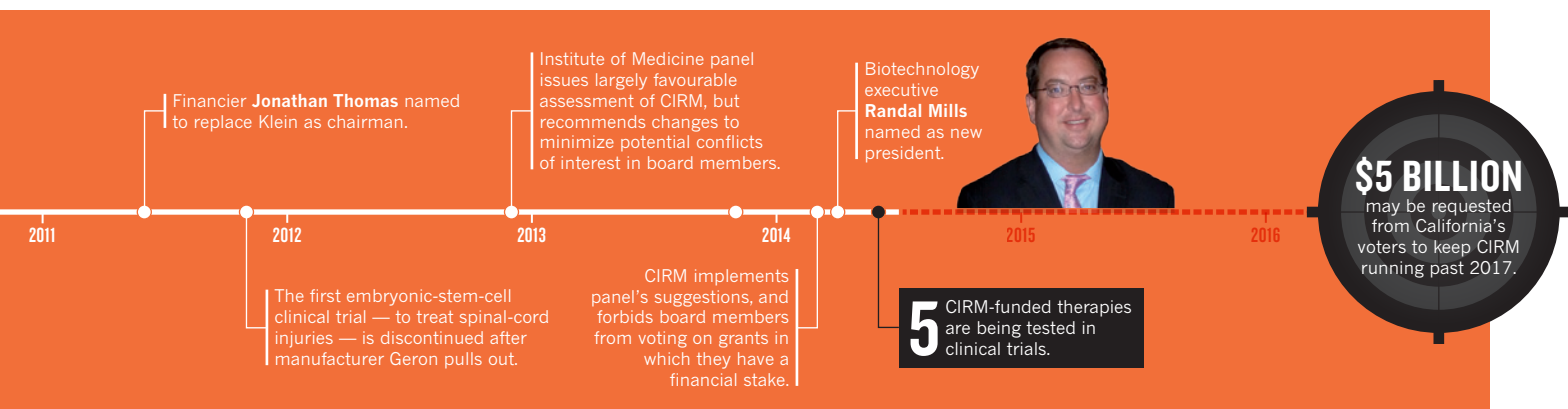 Financier Jonathan Thomas named
to replace Klein as chairman.
Institute of Medicine panel
issues largely favourable
assessment of CIRM, but
recommends changes to
minimize potential conflicts
of interest in board members.
Biotechnology
executive
Randal Mills
named as new
president.
2011
2012
2013
2014
2015
2016
The first embryonic-stem-cell
clinical trial — to treat spinal-cord
injuries — is discontinued after
manufacturer Geron pulls out.
CIRM implements
panel's suggestions, and
forbids board members
from voting on grants in
which they have a
financial stake.
5 CIRM-funded therapies
are being tested in
clinical trials.
$5 BILLION
may be requested
from California's
voters to keep CIRM
running past 2017.